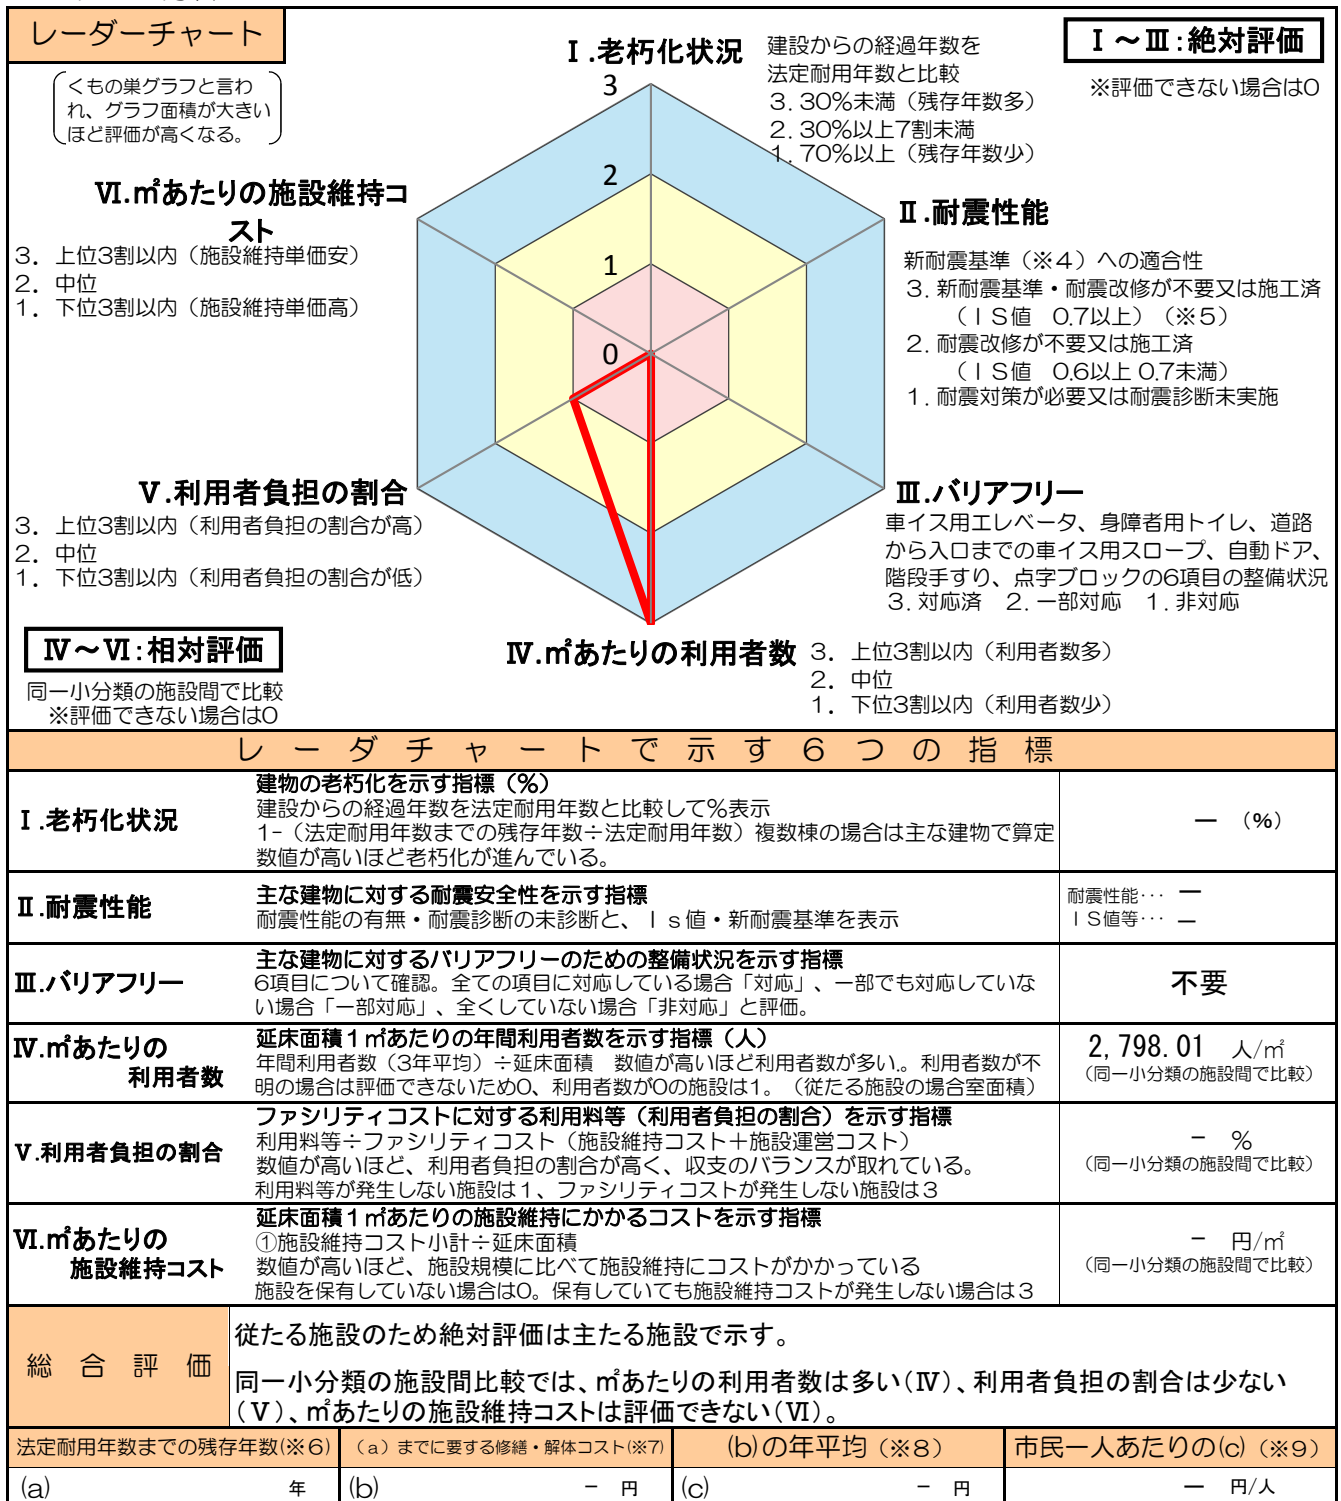 レーダーチャート
くもの巣グラフと言わ
れ、グラフ面積が大きい
ほど評価が高くなる。
Ⅰ.老朽化状況
建設からの経過年数を
法定耐用年数と比較
3.30%未満（残存年数多）
2.30%以上7割未満
1.70%以上（残存年数少）
Ⅰ～Ⅲ:絶対評価
※評価できない場合は0
3
2
1
0
Ⅵ.㎡あたりの施設維持コ
スト
3. 上位3割以内（施設維持単価安）
2. 中位
1. 下位3割以内（施設維持単価高）
Ⅱ.耐震性能
新耐震基準（※4）への適合性
3.新耐震基準・耐震改修が不要又は施工済
（ＩＳ値 0.7以上）（※5）
2.耐震改修が不要又は施工済
（ＩＳ値 0.6以上 0.7未満）
1.耐震対策が必要又は耐震診断未実施
Ⅴ.利用者負担の割合
3. 上位3割以内（利用者負担の割合が高）
2. 中位
1. 下位3割以内（利用者負担の割合が低）
Ⅲ.バリアフリー
車イス用エレベータ、身障者用トイレ、道路
から入口までの車イス用スロープ、自動ドア、
階段手すり、点字ブロックの6項目の整備状況
3.対応済 2.一部対応 1.非対応
Ⅳ～Ⅵ:相対評価
同一小分類の施設間で比較
※評価できない場合は0
Ⅳ.㎡あたりの利用者数
3. 上位3割以内（利用者数多）
2. 中位
1. 下位3割以内（利用者数少）
レーダチャートで示す６つの指標
Ⅰ.老朽化状況
建物の老朽化を示す指標（%）
建設からの経過年数を法定耐用年数と比較して%表示
1-（法定耐用年数までの残存年数÷法定耐用年数）複数棟の場合は主な建物で算定
数値が高いほど老朽化が進んでいる。
－ （%）
Ⅱ.耐震性能
主な建物に対する耐震安全性を示す指標
耐震性能の有無・耐震診断の未診断と、Ｉｓ値・新耐震基準を表示
耐震性能･･･ －
ＩＳ値等･･･ －
Ⅲ.バリアフリー
主な建物に対するバリアフリーのための整備状況を示す指標
6項目について確認。全ての項目に対応している場合「対応」、一部でも対応していな
い場合「一部対応」、全くしていない場合「非対応」と評価。
不要
Ⅳ.㎡あたりの
利用者数
延床面積１㎡あたりの年間利用者数を示す指標（人）
年間利用者数（3年平均）÷延床面積 数値が高いほど利用者数が多い。利用者数が不
明の場合は評価できないため0、利用者数が0の施設は1。（従たる施設の場合室面積）
2,798.01 人/㎡
（同一小分類の施設間で比較）
Ⅴ.利用者負担の割合
ファシリティコストに対する利用料等（利用者負担の割合）を示す指標
利用料等÷ファシリティコスト（施設維持コスト＋施設運営コスト）
数値が高いほど、利用者負担の割合が高く、収支のバランスが取れている。
利用料等が発生しない施設は１、ファシリティコストが発生しない施設は３
－ %
（同一小分類の施設間で比較）
Ⅵ.㎡あたりの
施設維持コスト
延床面積１㎡あたりの施設維持にかかるコストを示す指標
①施設維持コスト小計÷延床面積
数値が高いほど、施設規模に比べて施設維持にコストがかかっている
施設を保有していない場合は0。保有していても施設維持コストが発生しない場合は３
－ 円/㎡
（同一小分類の施設間で比較）
総合評価
従たる施設のため絶対評価は主たる施設で示す。
同一小分類の施設間比較では、㎡あたりの利用者数は多い(Ⅳ)、利用者負担の割合は少ない
(Ⅴ)、㎡あたりの施設維持コストは評価できない(Ⅵ)。
法定耐用年数までの残存年数(※6)
（a）までに要する修繕・解体コスト(※7)
(b)の年平均（※8）
市民一人あたりの(c)（※9）
(a) 年
(b) － 円
(c) － 円
－ 円/人